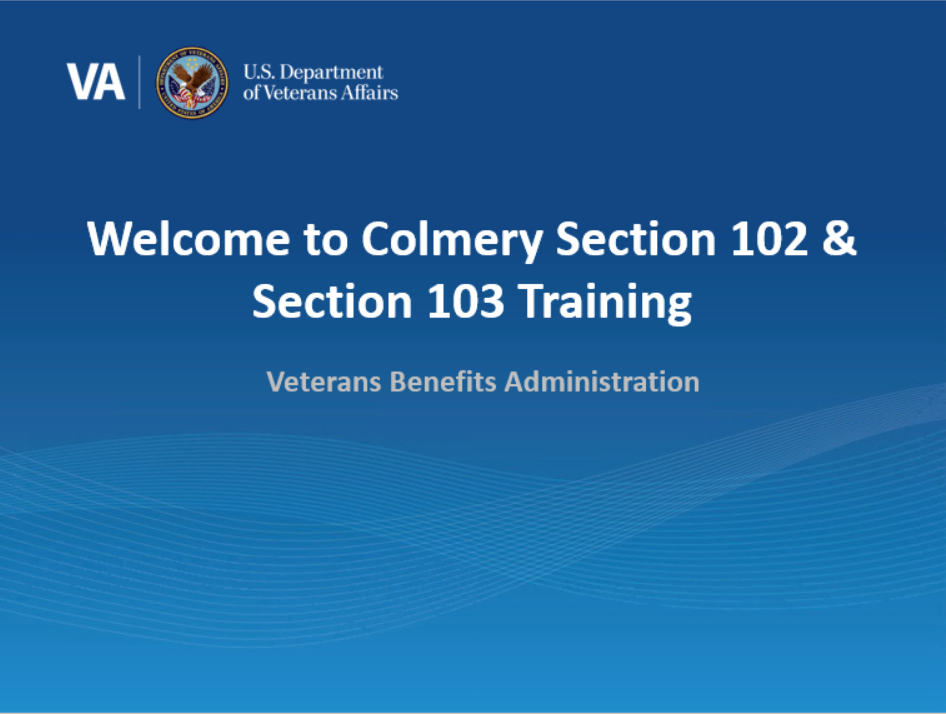 VA
U.S. Department
of Veterans Affairs
Welcome to Colmery Section 102 &
Section 103 Training
Veterans Benefits Administration